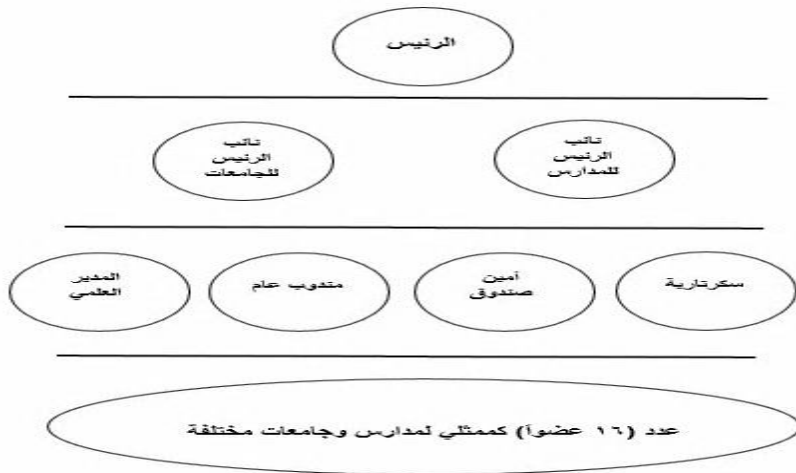 الرئيس
نائب
الرئيس
للمدارس
نائب
الرئيس
للجامعات
سكرتارية
أمين
صندوق
مندوب عام
المدير
العلمي
عدد (١٦ عضواً) كممثلي لمدارس وجامعات مختلفة